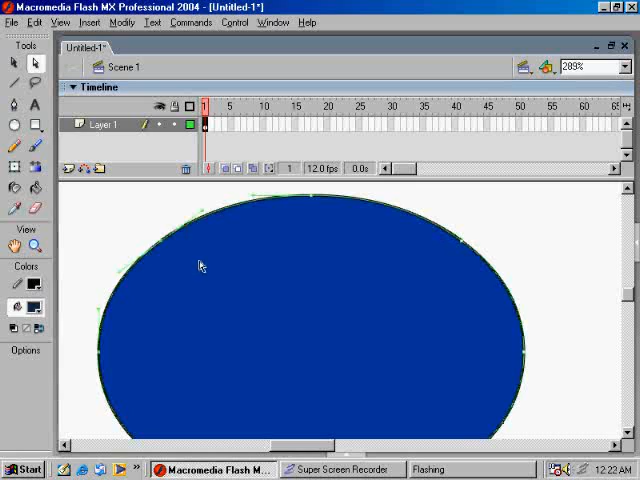 Macromedia Flash MX Professional 2004 - [Untitled-1*]
File Edit View Insert Modify Text Commands Control Window Help
Tools
Untitled-1*
Scene 1
289%
Timeline
1 5 10 15 20 25 30 35 40 45 50 55 60 65
Layer 1
1 12.0 fps 0.0s
View
Colors
Options
Start
»
Macromedia Flash M...
Super Screen Recorder
Flashing
12:22 AM